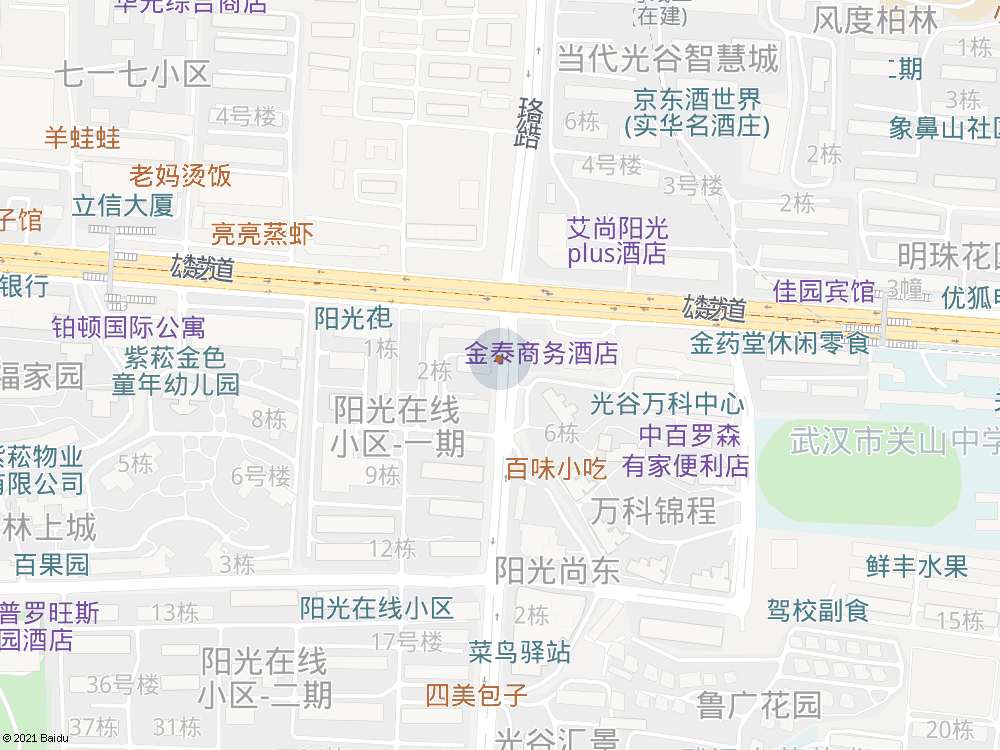 华光综合商店
(在建)
风度柏林
1栋
七一七小区
当代光谷智慧城
二期
4号楼
京东酒世界
(实华名酒庄)
3栋
6栋
象鼻山社区
羊蛙蛙
2栋
4号楼
3号楼
老妈烫饭
立信大厦
2栋
子馆
亮亮蒸虾
艾尚阳光
plus酒店
明珠花园
雄楚大道
银行
佳园宾馆
3幢
优狐电
雄楚大道
铂顿国际公寓
阳光在
1栋
金泰商务酒店
金药堂休闲零食
紫菘金色
童年幼儿园
福家园
2栋
阳光在线
小区-一期
光谷万科中心
8栋
6栋
中百罗森
有家便利店
武汉市关山中学
紫菘物业
有限公司
5栋
6号楼
9栋
百味小吃
万科锦程
林上城
12栋
百果园
3栋
阳光尚东
鲜丰水果
普罗旺斯
园酒店
13栋
阳光在线小区
2栋
驾校副食
15栋
17号楼
菜鸟驿站
阳光在线
小区-二期
36号楼
四美包子
鲁广花园
37栋
31栋
20栋
光谷汇景
© 2021 Baidu